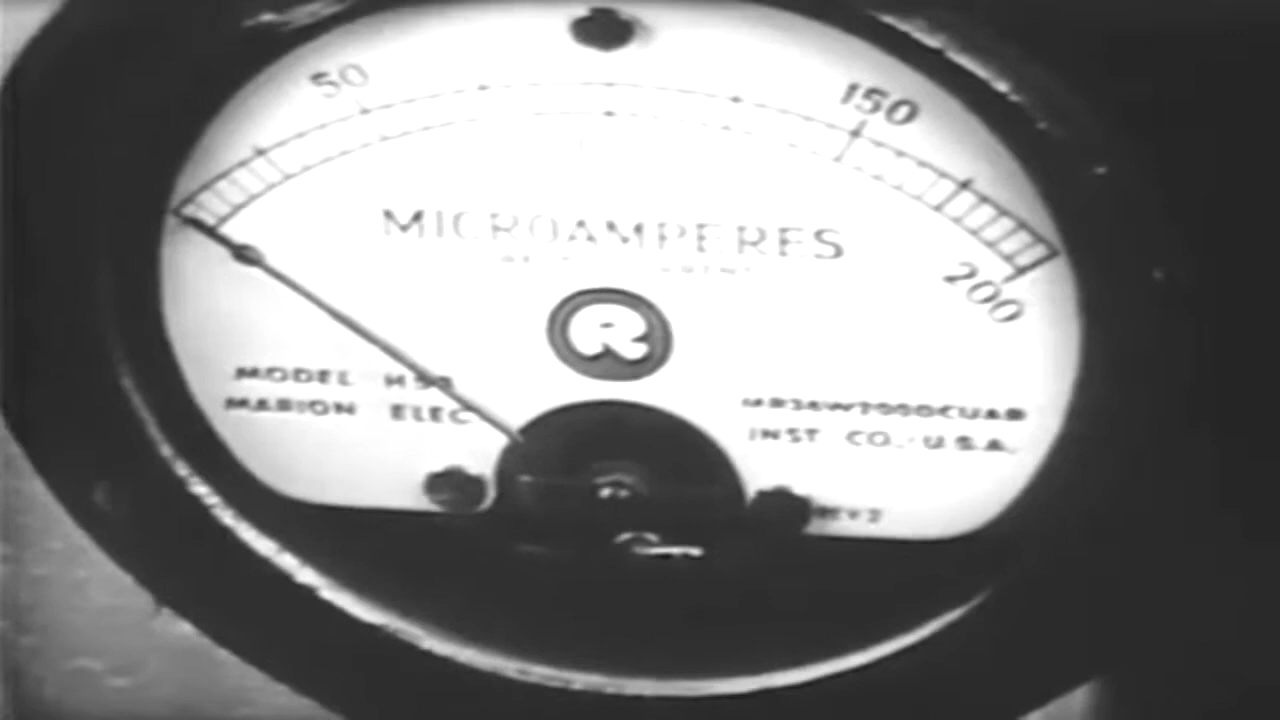 50
150
200
MICROAMPERES
R
MODEL
MARION ELEC
INST CO., U.S.A.